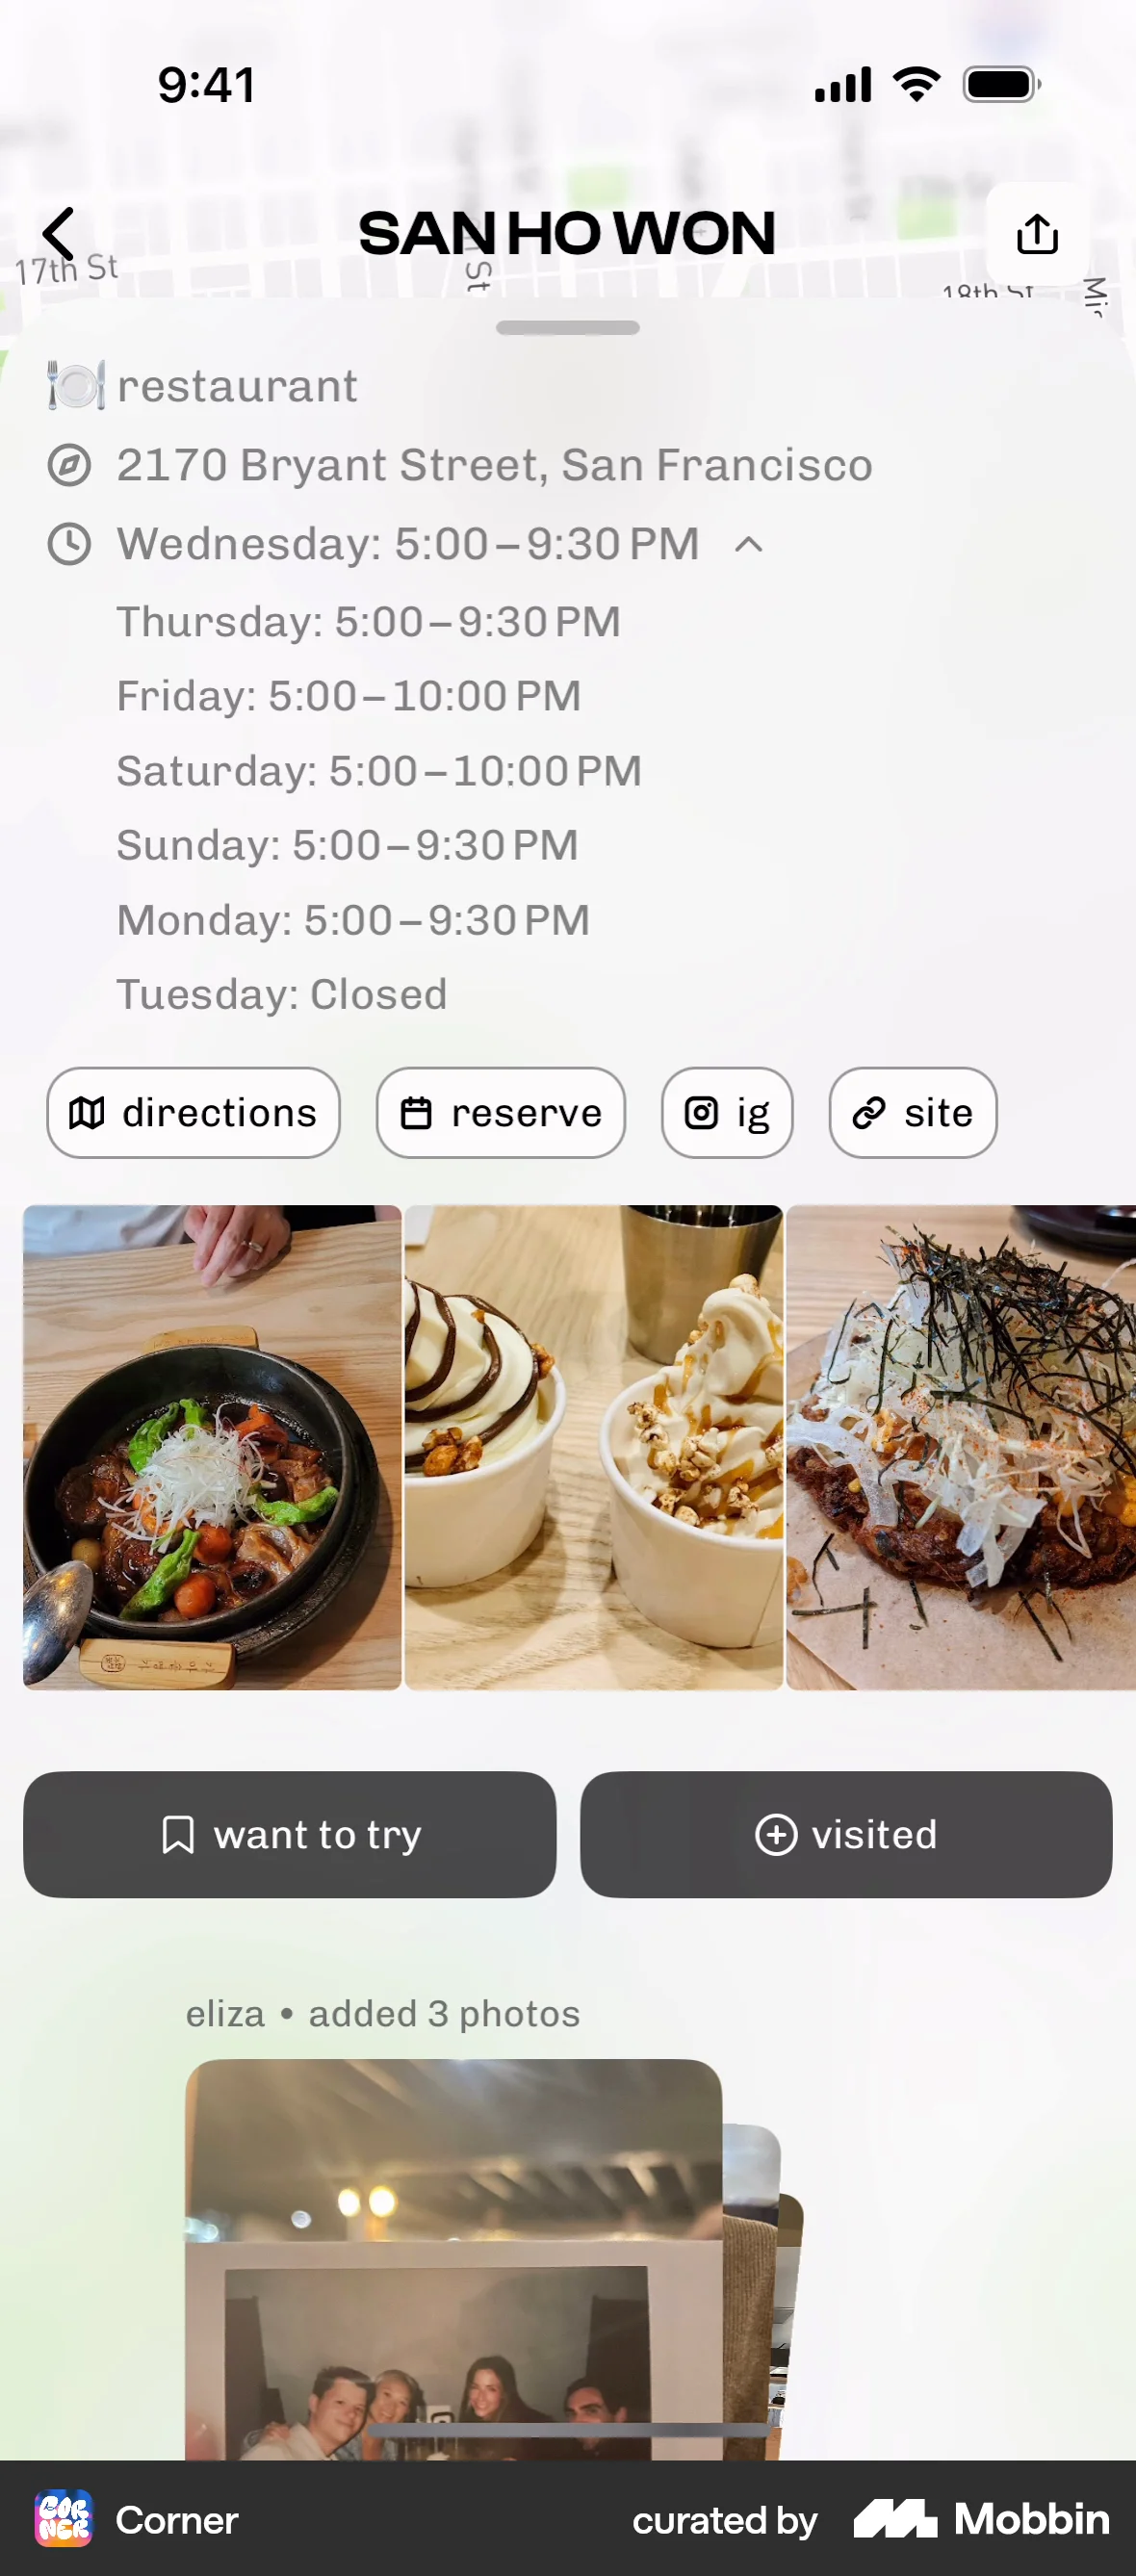 9:41
SAN HO WON
17th St
St
18th St
restaurant
2170 Bryant Street, San Francisco
Wednesday: 5:00–9:30 PM
Thursday: 5:00–9:30 PM
Friday: 5:00–10:00 PM
Saturday: 5:00–10:00 PM
Sunday: 5:00–9:30 PM
Monday: 5:00–9:30 PM
Tuesday: Closed
directions reserve ig site
want to try visited
eliza • added 3 photos
CORNER Corner curated by Mobbin